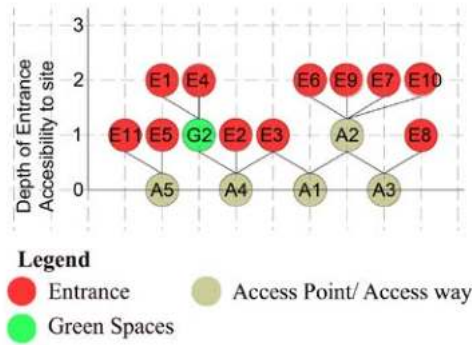 3
2
1
0
Depth of Entrance
Accesibility to site
E1 E4 E6 E9 E7 E10
E11 E5 G2 E2 E3 A2 E8
A5 A4 A1 A3
Legend
Entrance
Access Point/ Access way
Green Spaces